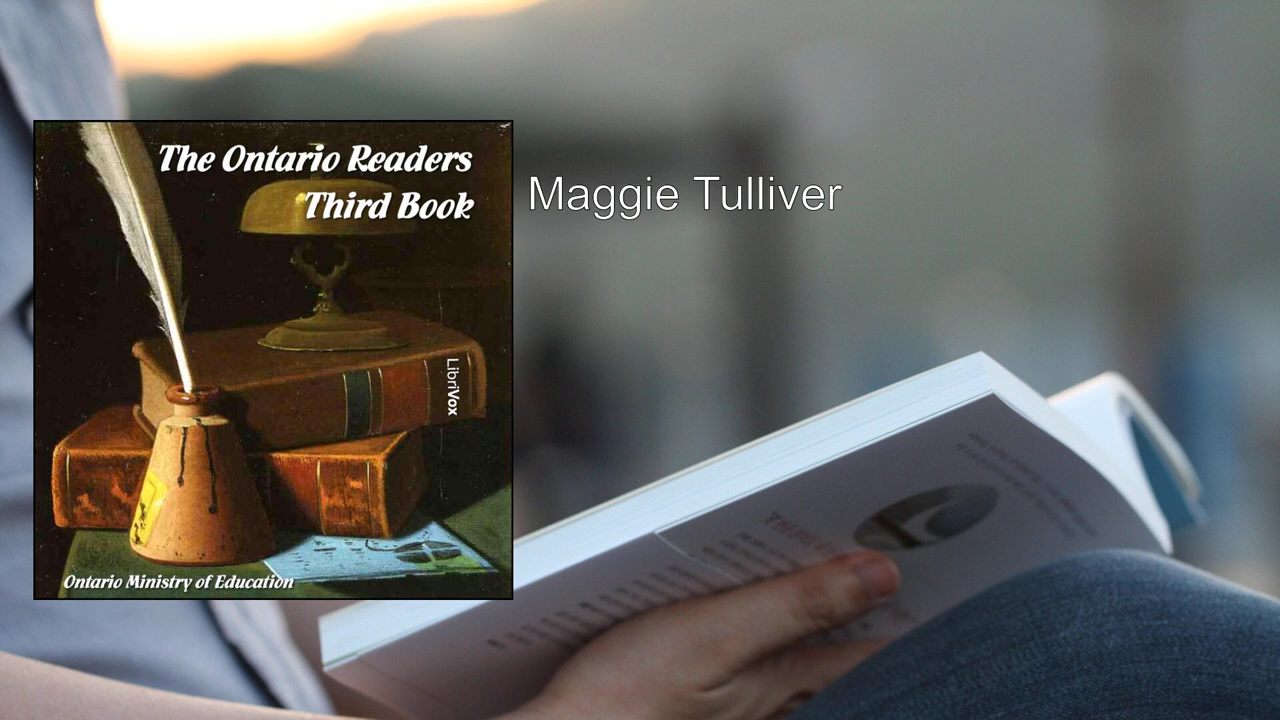 The Ontario Readers
Third Book
LibriVox
Ontario Ministry of Education
Maggie Tulliver